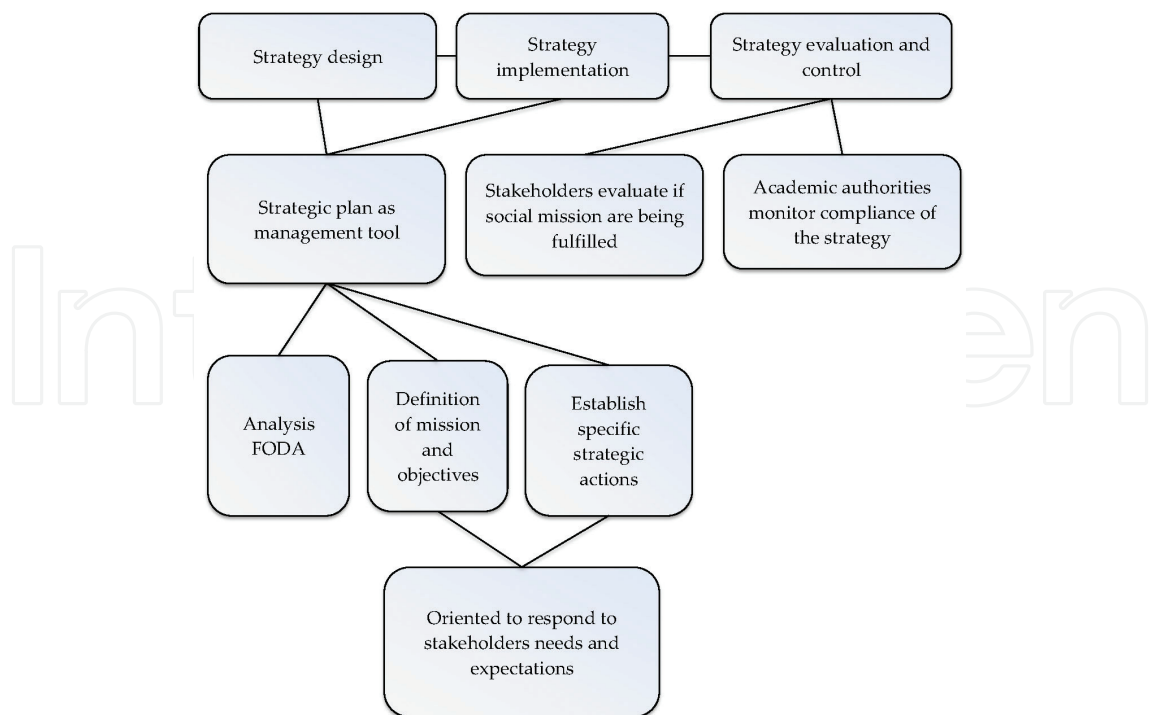 Strategy design
Strategy
implementation
Strategy evaluation and
control
Strategic plan as
management tool
Stakeholders evaluate if
social mission are being
fulfilled
Academic authorities
monitor compliance of
the strategy
Analysis
FODA
Definition
of mission
and
objectives
Establish
specific
strategic
actions
Oriented to respond to
stakeholders needs and
expectations